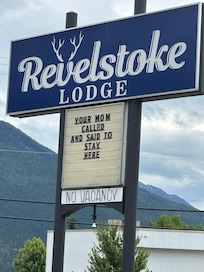 Revelstoke
LODGE
YOUR MOM
CALLED
AND SAID TO
STAY
HERE
NO VACANCY